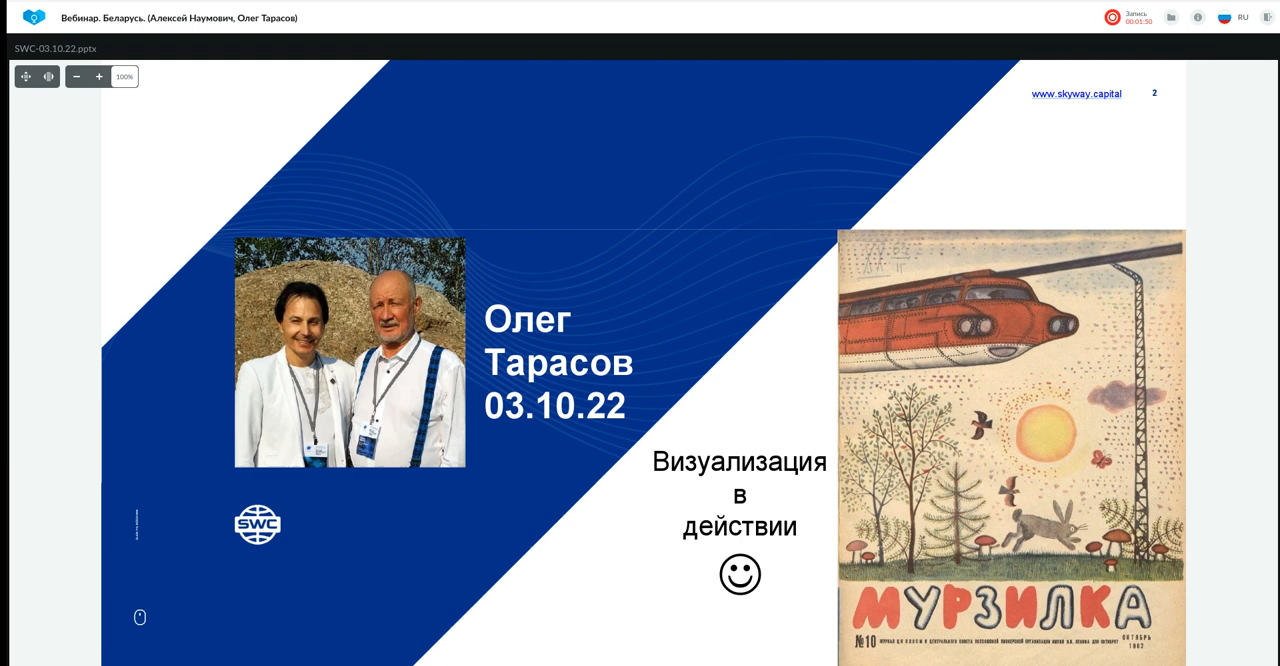 Вебинар. Беларусь. (Алексей Наумович, Олег Тарасов)
Запись
00:01:50
RU
SWC-03.10.22.pptx
100%
www.skyway.capital
2
Олег
Тарасов
03.10.22
Визуализация
в
действии
SWC
МУРЗИЛКА
№10
ОКТЯБРЬ
1962